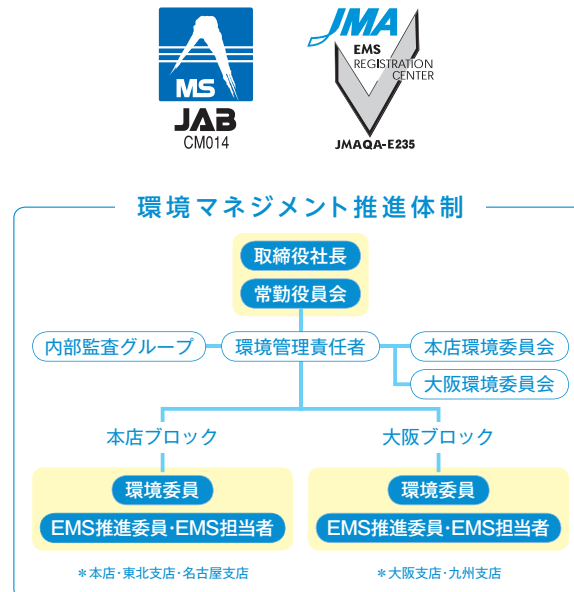 MS
JAB
CM014
JMA
EMS
REGISTRATION
CENTER
JMAQA-E235
環境マネジメント推進体制
取締役社長
常勤役員会
内部監査グループ
環境管理責任者
本店環境委員会
大阪環境委員会
本店ブロック
大阪ブロック
環境委員
環境委員
EMS推進委員・EMS担当者
EMS推進委員・EMS担当者
＊本店・東北支店・名古屋支店
＊大阪支店・九州支店